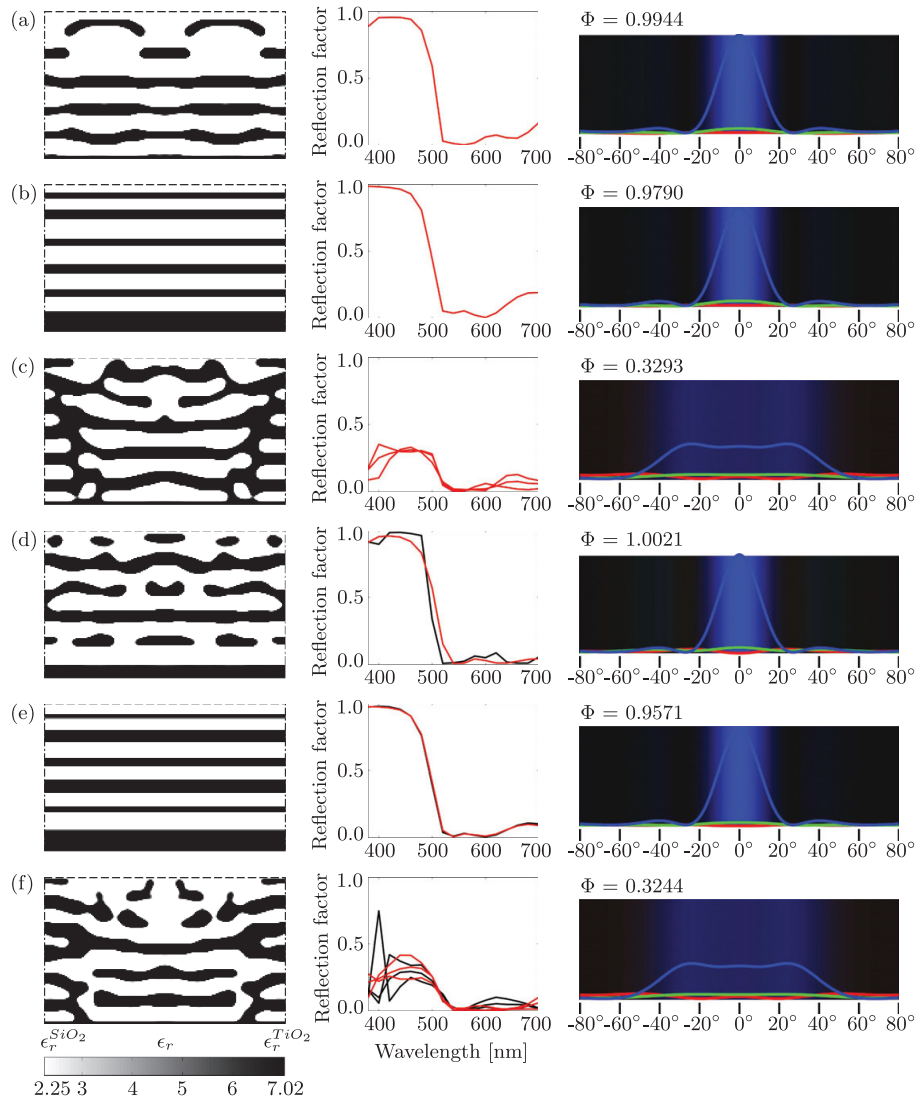 (a)
Reflection factor
1.0
0.5
0.0
400 500 600 700
Φ = 0.9944
-80° -60° -40° -20° 0° 20° 40° 60° 80°
(b)
Reflection factor
1.0
0.5
0.0
400 500 600 700
Φ = 0.9790
-80° -60° -40° -20° 0° 20° 40° 60° 80°
(c)
Reflection factor
1.0
0.5
0.0
400 500 600 700
Φ = 0.3293
-80° -60° -40° -20° 0° 20° 40° 60° 80°
(d)
Reflection factor
1.0
0.5
0.0
400 500 600 700
Φ = 1.0021
-80° -60° -40° -20° 0° 20° 40° 60° 80°
(e)
Reflection factor
1.0
0.5
0.0
400 500 600 700
Φ = 0.9571
-80° -60° -40° -20° 0° 20° 40° 60° 80°
(f)
Reflection factor
1.0
0.5
0.0
400 500 600 700
Wavelength [nm]
Φ = 0.3244
-80° -60° -40° -20° 0° 20° 40° 60° 80°
ϵ_r^{SiO_2} ϵ_r ϵ_r^{TiO_2}
2.25 3 4 5 6 7.02